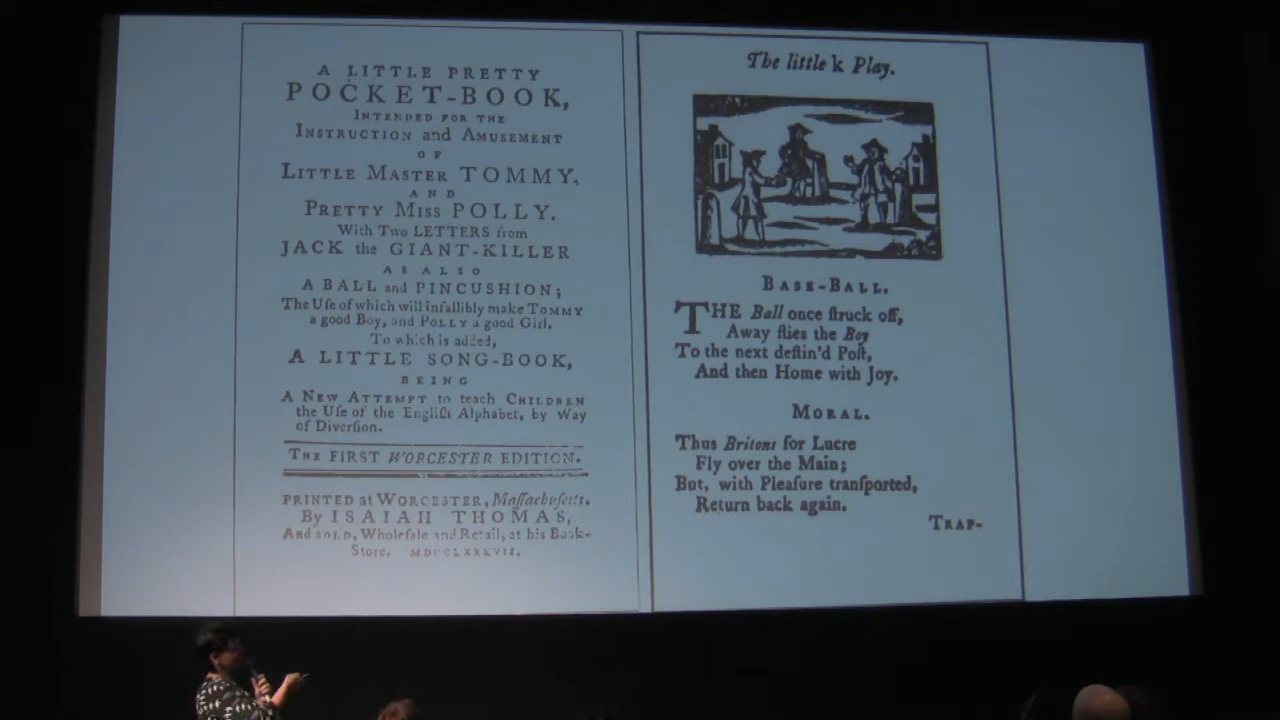 A LITTLE PRETTY
POCKET-BOOK,
INTENDED FOR THE
INSTRUCTION and AMUSEMENT
OF
LITTLE MASTER TOMMY,
AND
PRETTY MISS POLLY.
With Two LETTERS from
JACK the GIANT-KILLER
AS ALSO
A BALL and PINCUSHION;
The Uſe of which will infallibly make TOMMY
a good Boy, and POLLY a good Girl.
To which is added,
A LITTLE SONG-BOOK,
BEING
A NEW ATTEMPT to teach CHILDREN
the Uſe of the Engliſh Alphabet, by Way
of Diverſion.
THE FIRST WORCESTER EDITION.
PRINTED at WORCESTER, Maſſachuſetts.
By ISAIAH THOMAS,
And SOLD, Wholeſale and Retail, at his Book-
Store. MDCCLXXXVII.
The little k Play.
BASE-BALL.
THE Ball once ſtruck off,
Away flies the Boy
To the next deſtin'd Poſt,
And then Home with Joy.
MORAL.
Thus Britons for Lucre
Fly over the Main;
But, with Pleaſure tranſported,
Return back again.
TRAP-